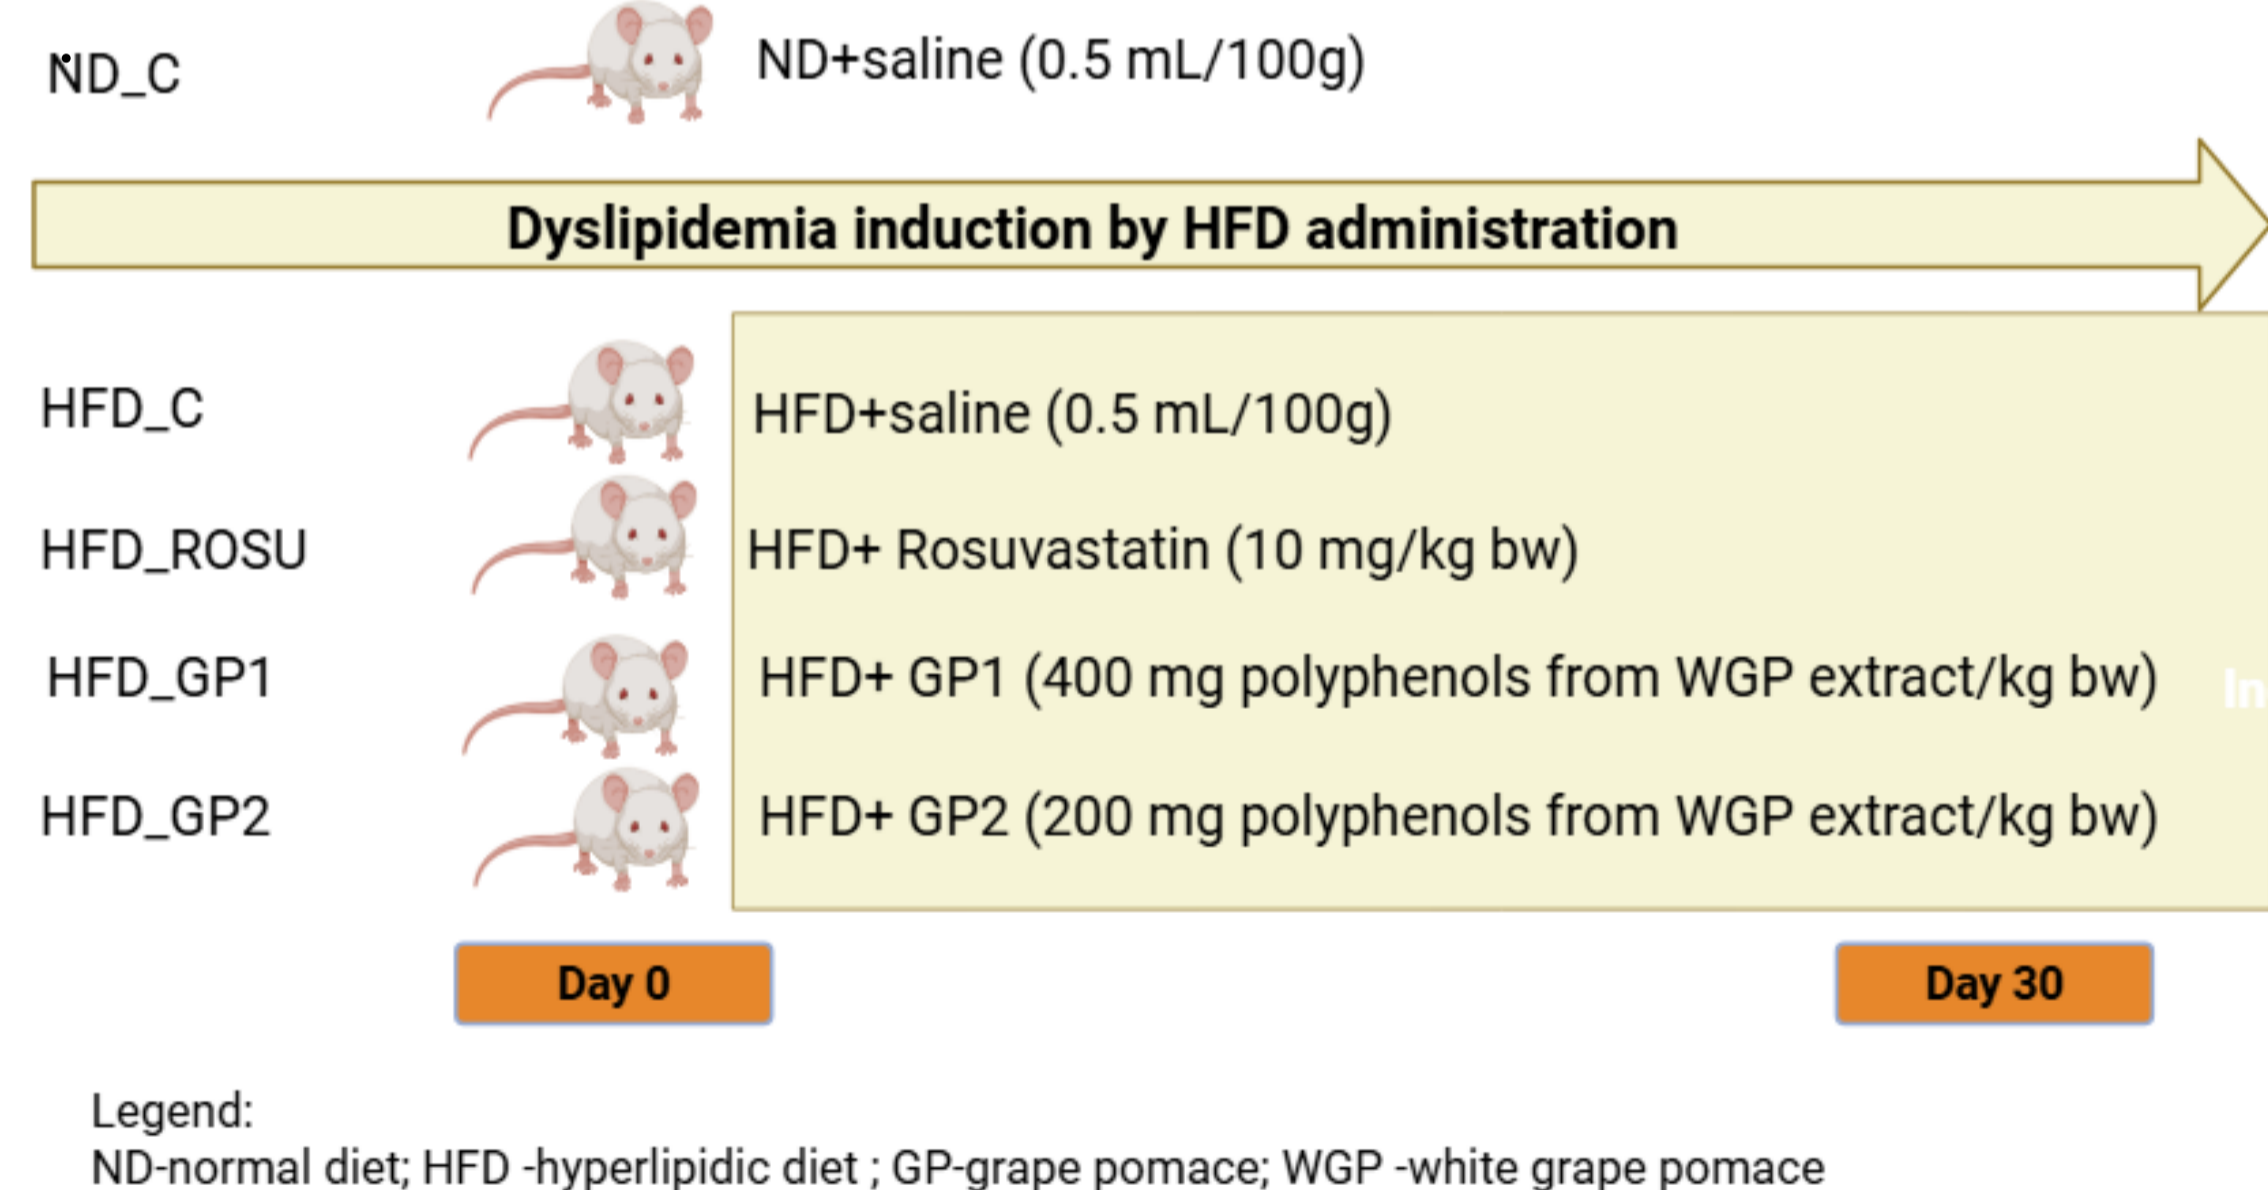 ND_C
ND+saline (0.5 mL/100g)
Dyslipidemia induction by HFD administration
HFD_C
HFD+saline (0.5 mL/100g)
HFD_ROSU
HFD+ Rosuvastatin (10 mg/kg bw)
HFD_GP1
HFD+ GP1 (400 mg polyphenols from WGP extract/kg bw)
In
HFD_GP2
HFD+ GP2 (200 mg polyphenols from WGP extract/kg bw)
Day 0
Day 30
Legend:
ND-normal diet; HFD -hyperlipidic diet ; GP-grape pomace; WGP -white grape pomace